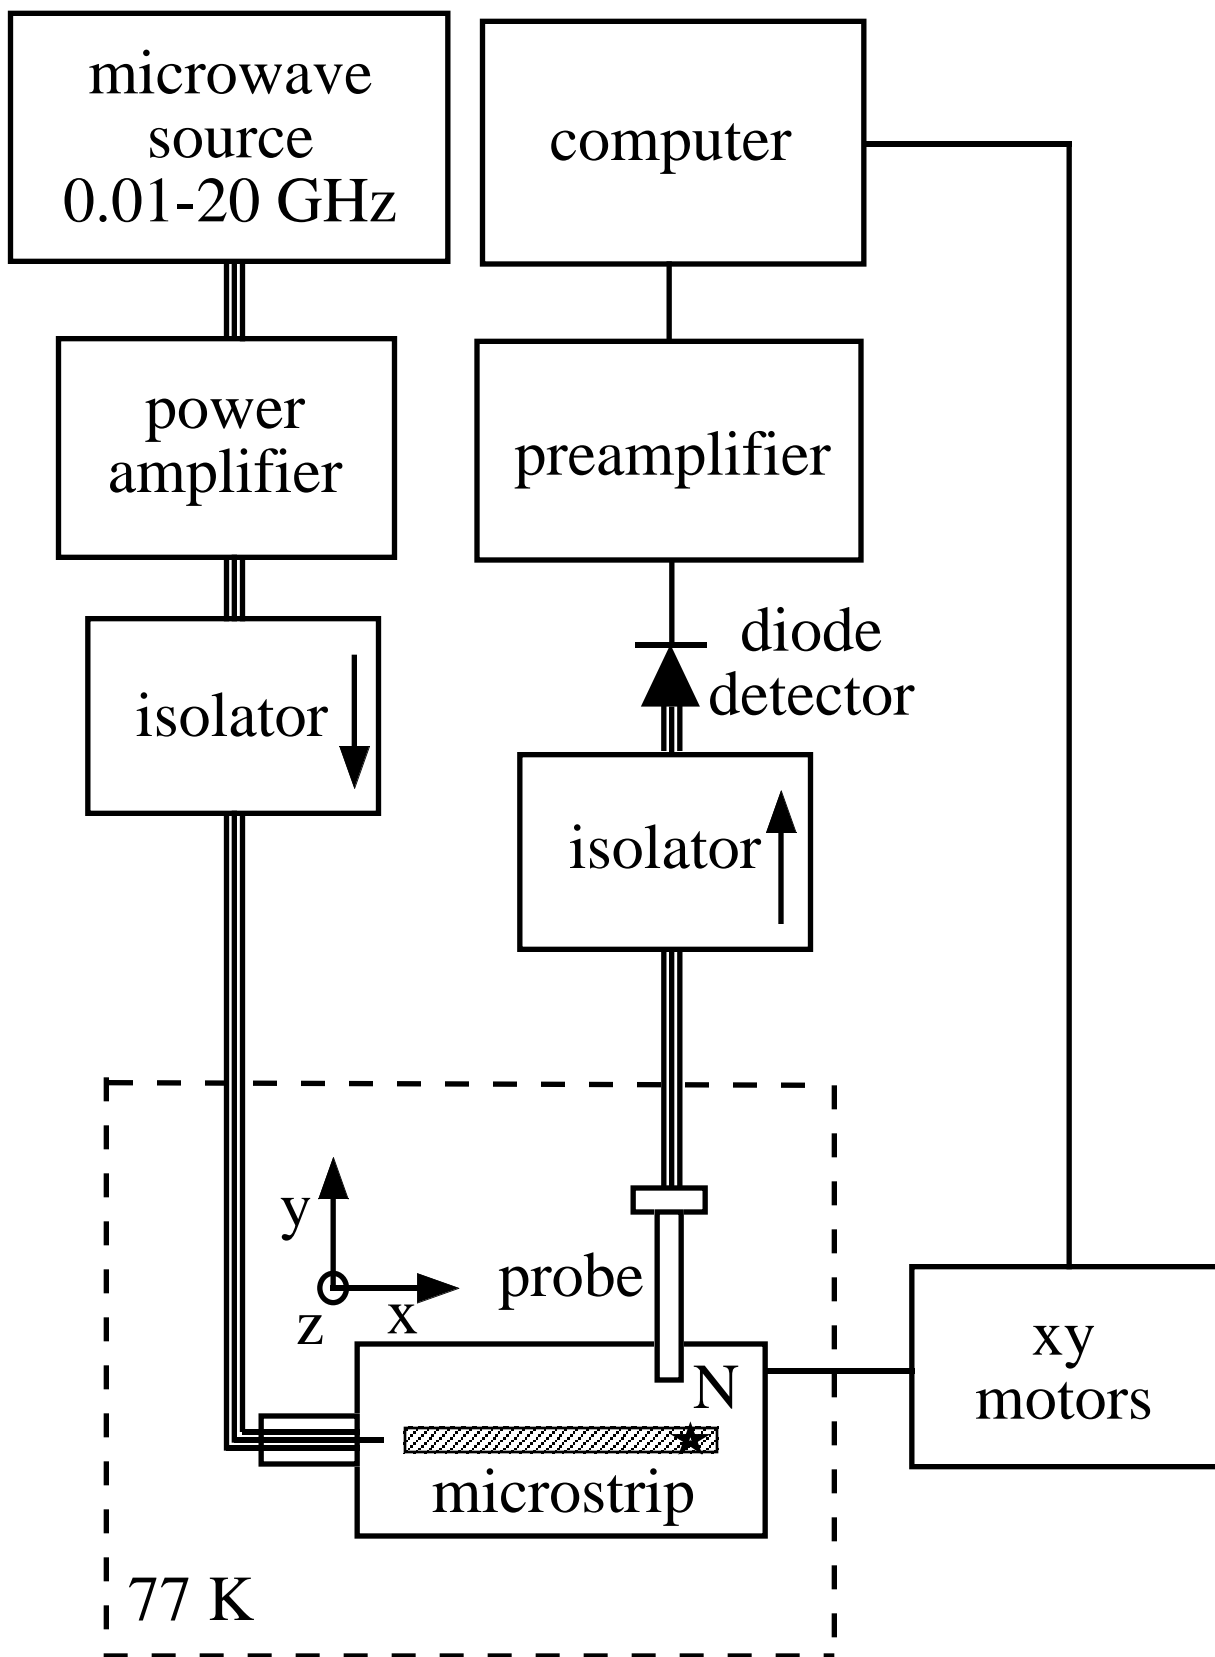 microwave
source
0.01-20 GHz
computer
power
amplifier
preamplifier
isolator
diode
detector
isolator
y
z
x
probe
N
microstrip
xy
motors
77 K